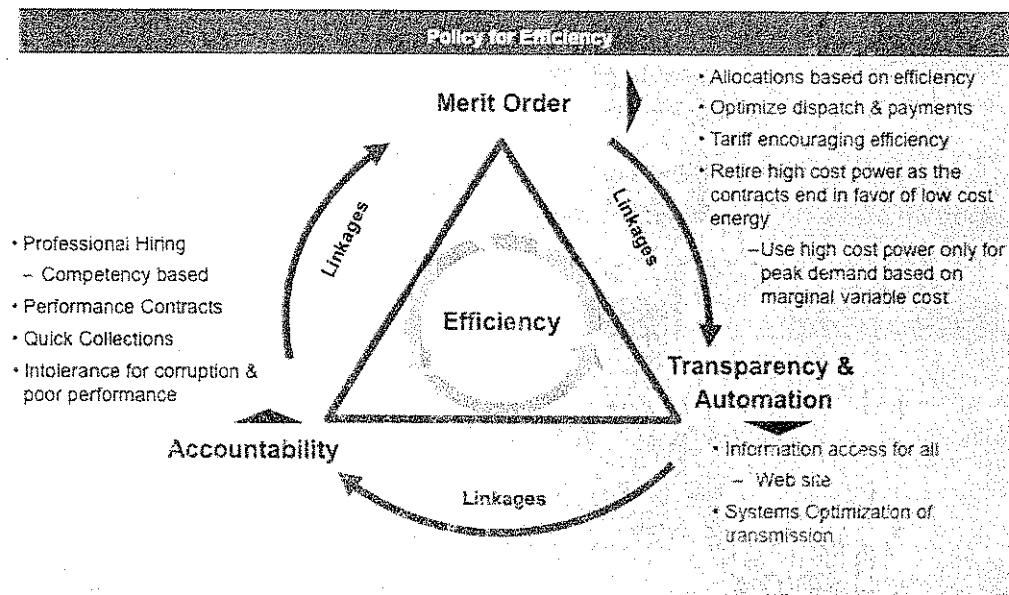 Policy for Efficiency
Merit Order
• Allocations based on efficiency
• Optimize dispatch & payments
• Tariff encouraging efficiency
• Retire high cost power as the
contracts end in favor of low cost
energy
–Use high cost power only for
peak demand based on
marginal variable cost
Linkages
Linkages
• Professional Hiring
– Competency based
• Performance Contracts
• Quick Collections
• Intolerance for corruption &
poor performance
Efficiency
Transparency &
Automation
Accountability
• Information access for all
– Web site
• Systems Optimization of
transmission
Linkages